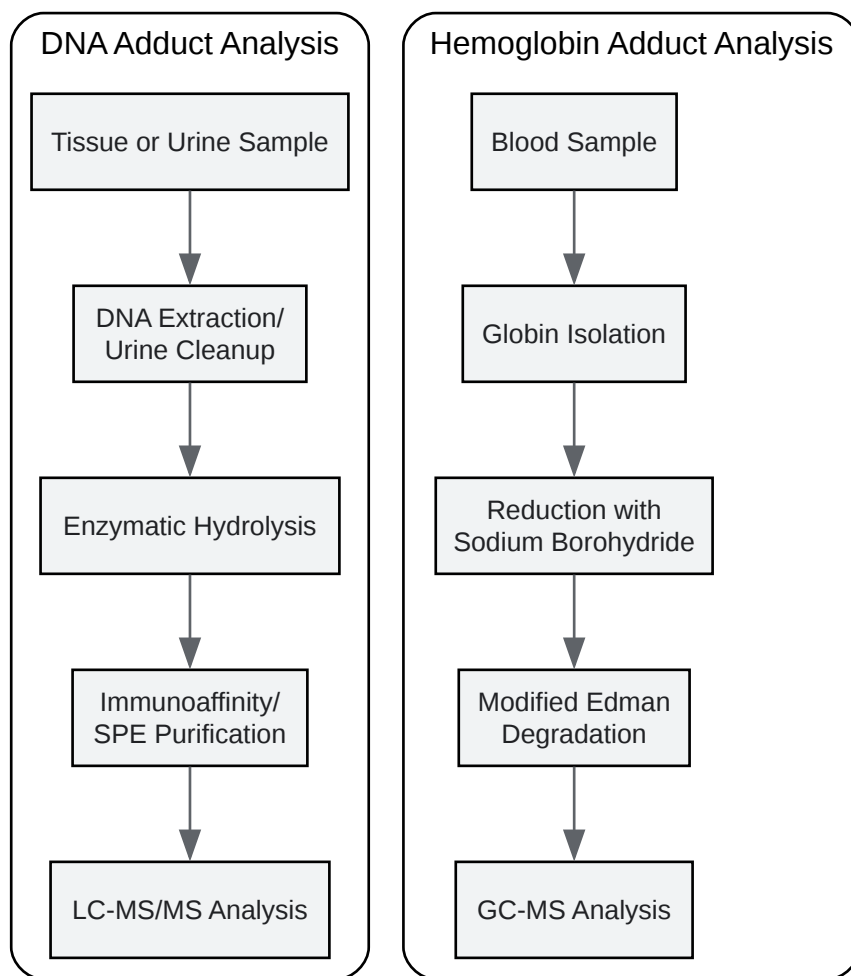 DNA Adduct Analysis
Tissue or Urine Sample
DNA Extraction/
Urine Cleanup
Enzymatic Hydrolysis
Immunoaffinity/
SPE Purification
LC-MS/MS Analysis
Hemoglobin Adduct Analysis
Blood Sample
Globin Isolation
Reduction with
Sodium Borohydride
Modified Edman
Degradation
GC-MS Analysis